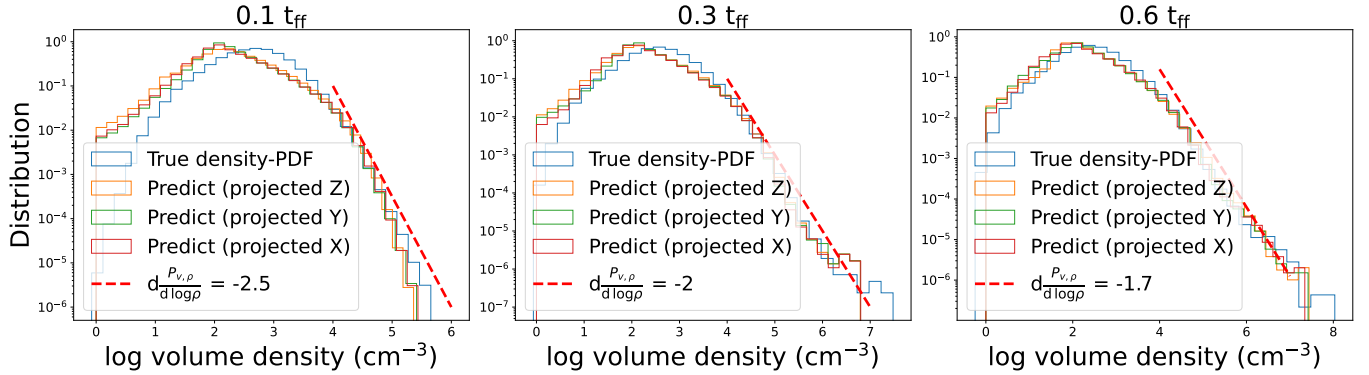 0.1 t_ff
0.3 t_ff
0.6 t_ff
Distribution
10^0
10^−1
10^−2
10^−3
10^−4
10^−5
10^−6
True density-PDF
Predict (projected Z)
Predict (projected Y)
Predict (projected X)
d P_{v, ρ} / d logρ = -2.5
0 1 2 3 4 5 6
log volume density (cm^−3)
10^0
10^−1
10^−2
10^−3
10^−4
10^−5
10^−6
10^−7
True density-PDF
Predict (projected Z)
Predict (projected Y)
Predict (projected X)
d P_{v, ρ} / d logρ = -2
0 1 2 3 4 5 6 7
log volume density (cm^−3)
10^0
10^−1
10^−2
10^−3
10^−4
10^−5
10^−6
True density-PDF
Predict (projected Z)
Predict (projected Y)
Predict (projected X)
d P_{v, ρ} / d logρ = -1.7
0 2 4 6 8
log volume density (cm^−3)